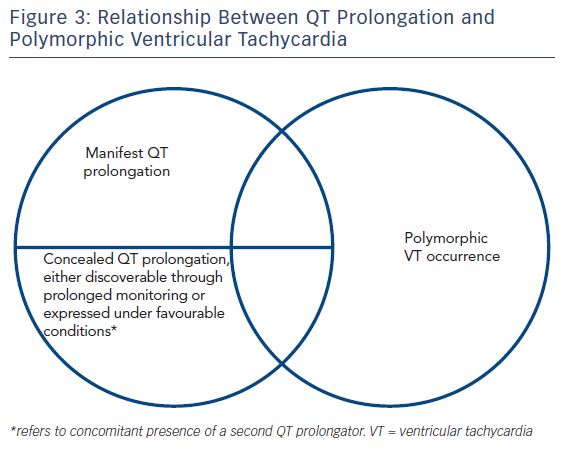 Figure 3: Relationship Between QT Prolongation and
Polymorphic Ventricular Tachycardia
Manifest QT
prolongation
Concealed QT prolongation,
either discoverable through
prolonged monitoring or
expressed under favourable
conditions*
Polymorphic
VT occurrence
*refers to concomitant presence of a second QT prolongator. VT = ventricular tachycardia